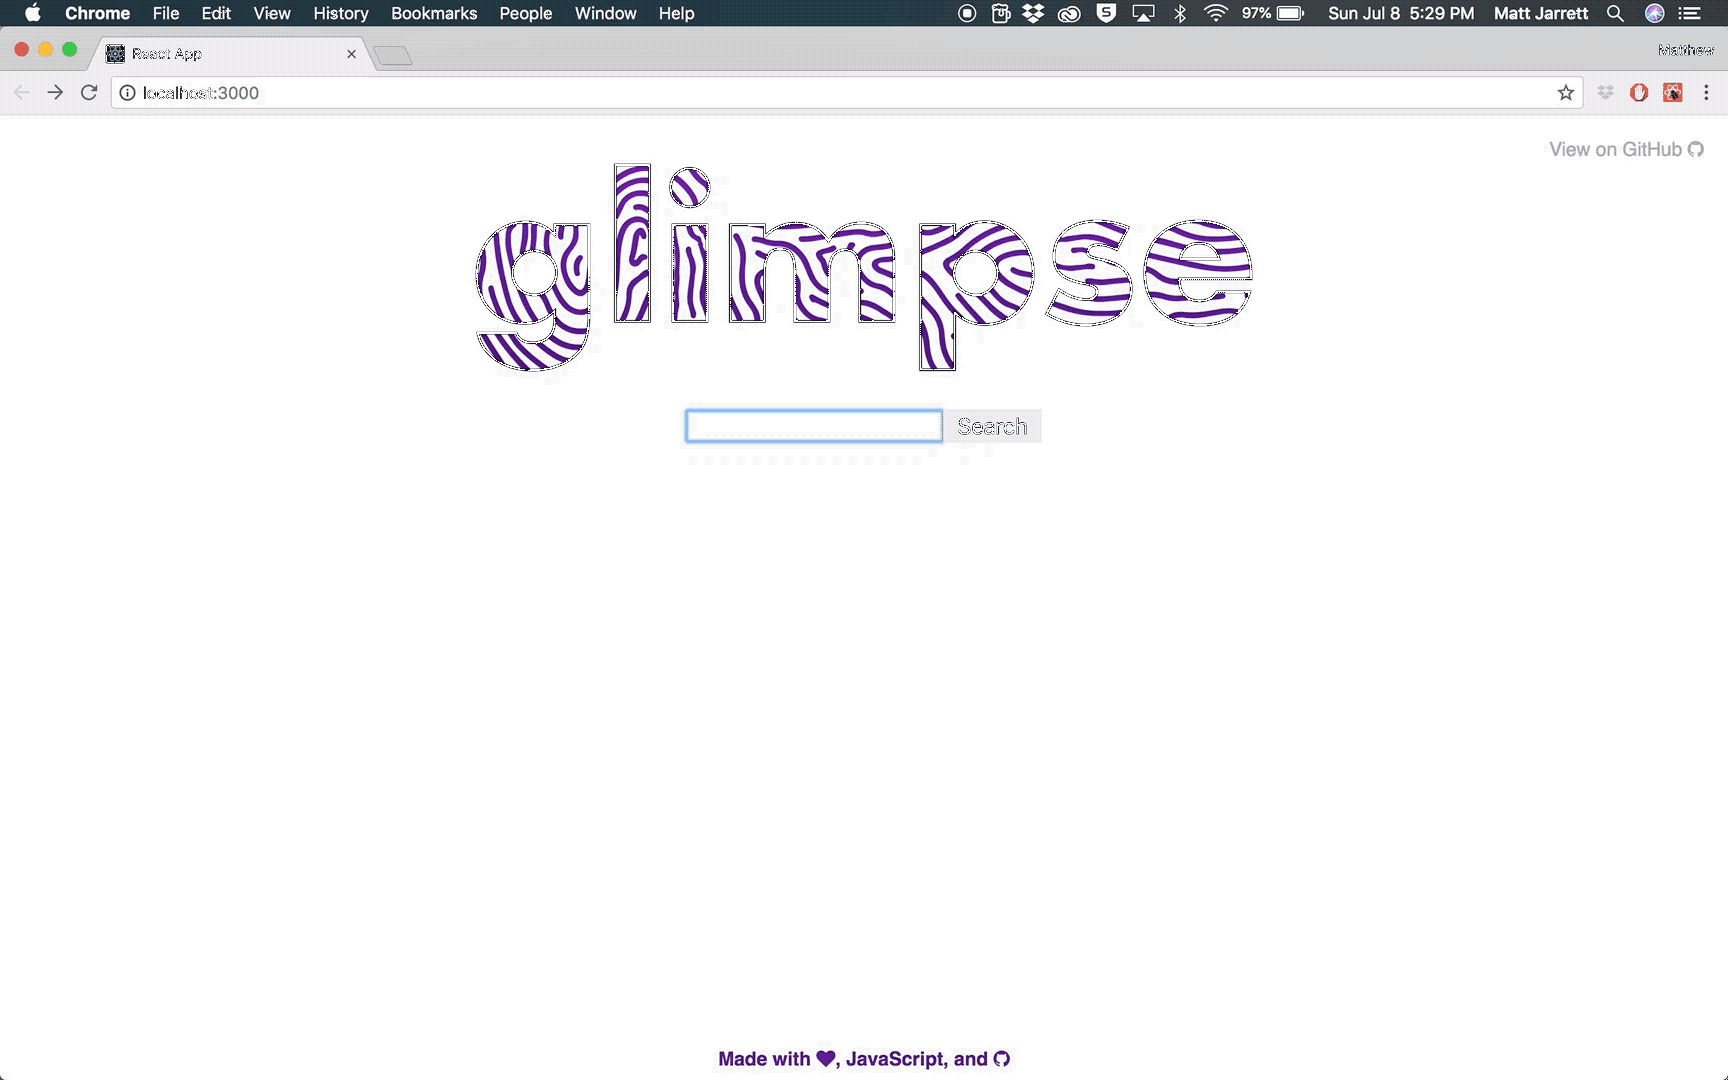 Chrome File Edit View History Bookmarks People Window Help 5 97% Sun Jul 8 5:29 PM Matt Jarrett
React App Matthew
localhost:3000
View on GitHub
glimpse
Search
Made with ♥, JavaScript, and